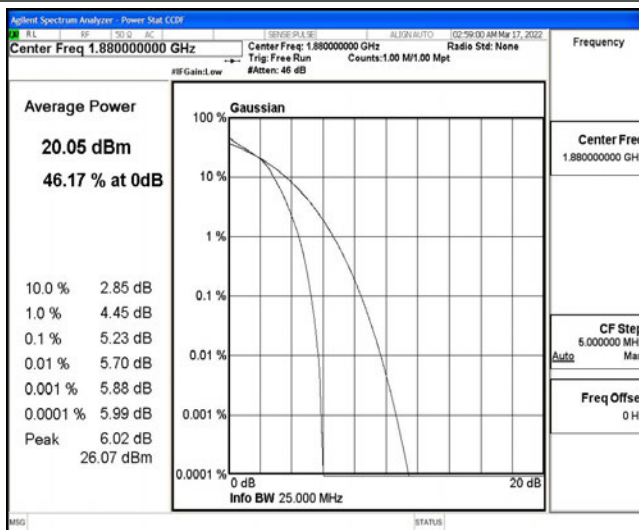 Agilent Spectrum Analyzer - Power Stat CCDF
RL RF 50 Ω AC SENSE:PULSE ALIGN AUTO 02:59:00 AM Mar 17, 2022
Center Freq 1.880000000 GHz
Center Freq: 1.880000000 GHz Radio Std: None
Trig: Free Run Counts:1.00 M/1.00 Mpt
#IFGain:Low #Atten: 46 dB
Frequency
Average Power
20.05 dBm
46.17 % at 0dB
10.0 % 2.85 dB
1.0 % 4.45 dB
0.1 % 5.23 dB
0.01 % 5.70 dB
0.001 % 5.88 dB
0.0001 % 5.99 dB
Peak 6.02 dB
26.07 dBm
Gaussian
100 %
10 %
1 %
0.1 %
0.01 %
0.001 %
0.0001 %
0 dB 20 dB
Info BW 25.000 MHz
Center Fre
1.880000000 GH
CF Step
5.000000 MH
Auto Ma
Freq Offse
0 H
MSG STATUS